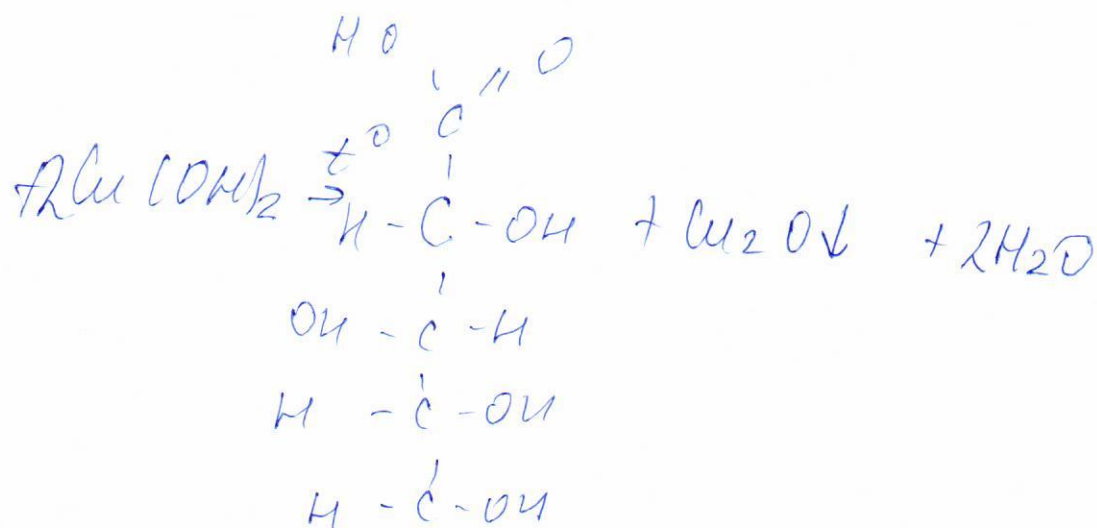 HO
C = O
+2Cu(OH)2 t° → H - C - OH + Cu2O↓ + 2H2O
OH - C - H
H - C - OH
H - C - OH